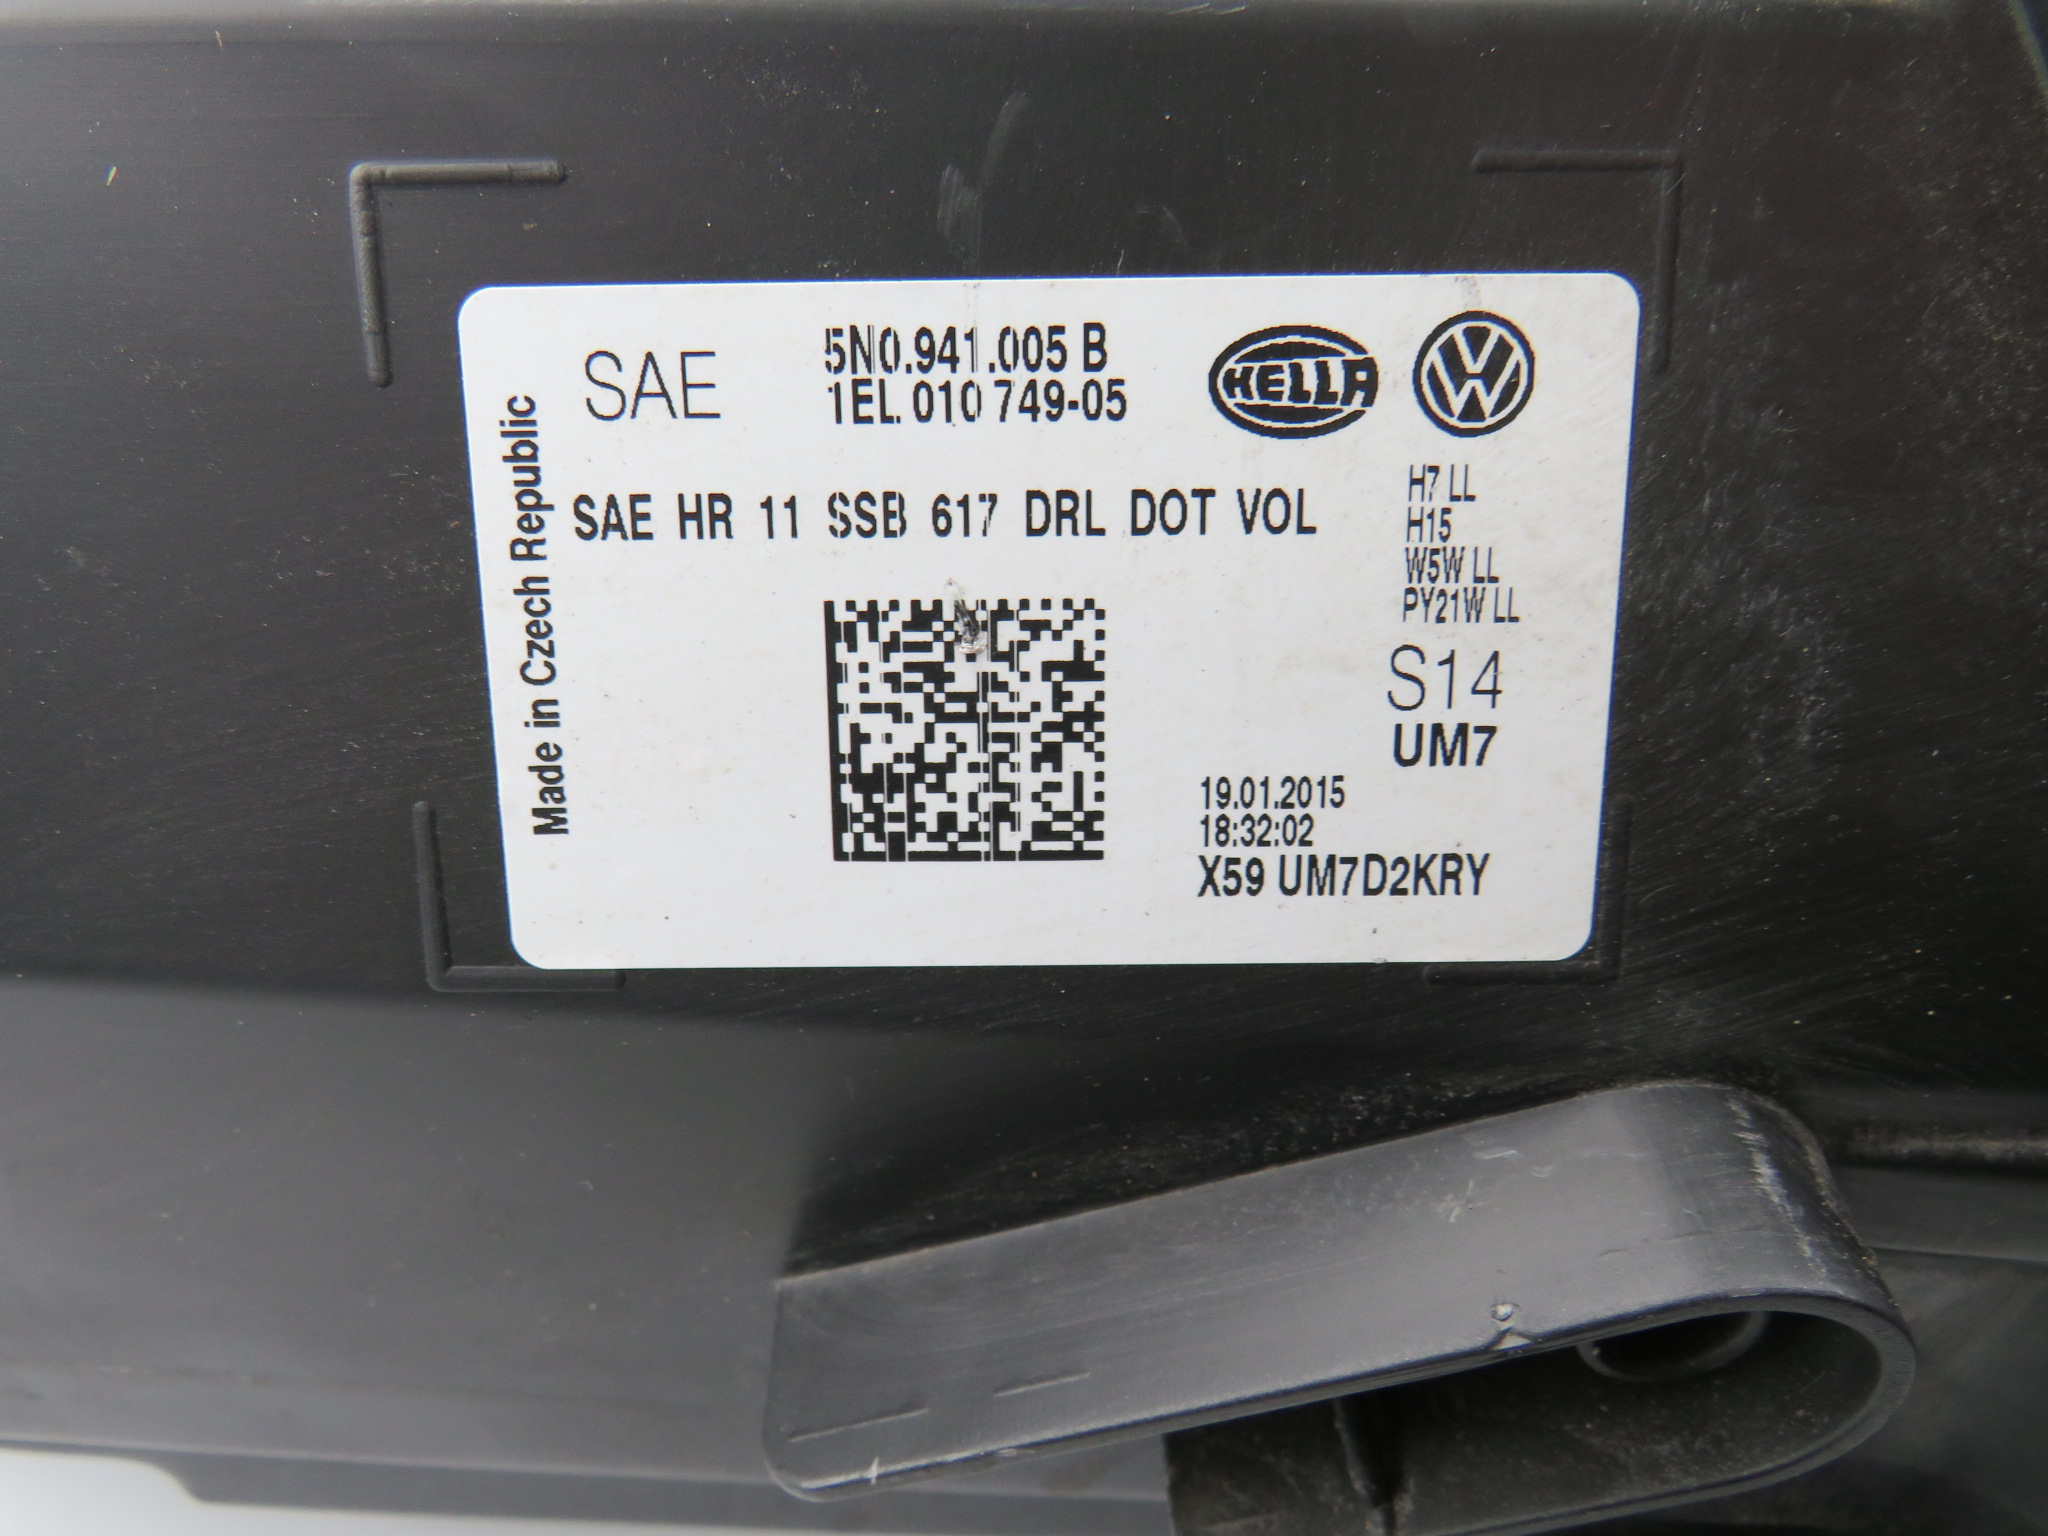 Made in Czech Republic
SAE
5N0.941.005 B
1EL 010 749-05
HELLA
VW
SAE HR 11 SSB 617 DRL DOT VOL
H7 LL
H15
W5W LL
PY21W LL
S14
UM7
19.01.2015
18:32:02
X59 UM7D2KRY